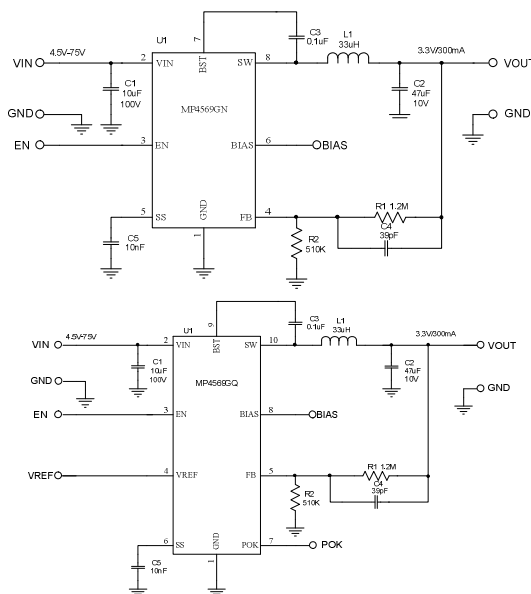 U1
7
C3
0.1uF
L1
33uH
4.5V-75V
3.3V/300mA
VIN
2
VIN
BST
SW
8
VOUT
C1
10uF
100V
C2
47uF
10V
GND
MP4569GN
GND
EN
3
EN
BIAS
6
BIAS
R1 1.2M
5
SS
GND
FB
4
C4
39pF
C5
10nF
1
R2
510K
U1
9
C3
0.1uF
L1
33uH
4.5V-75V
3.3V/300mA
VIN
2
VIN
BST
SW
10
VOUT
C1
10uF
100V
C2
47uF
10V
GND
MP4569GQ
GND
EN
3
EN
BIAS
8
BIAS
R1 1.2M
VREF
4
VREF
FB
5
C4
39pF
R2
510K
6
SS
GND
POK
7
POK
C5
10nF
1